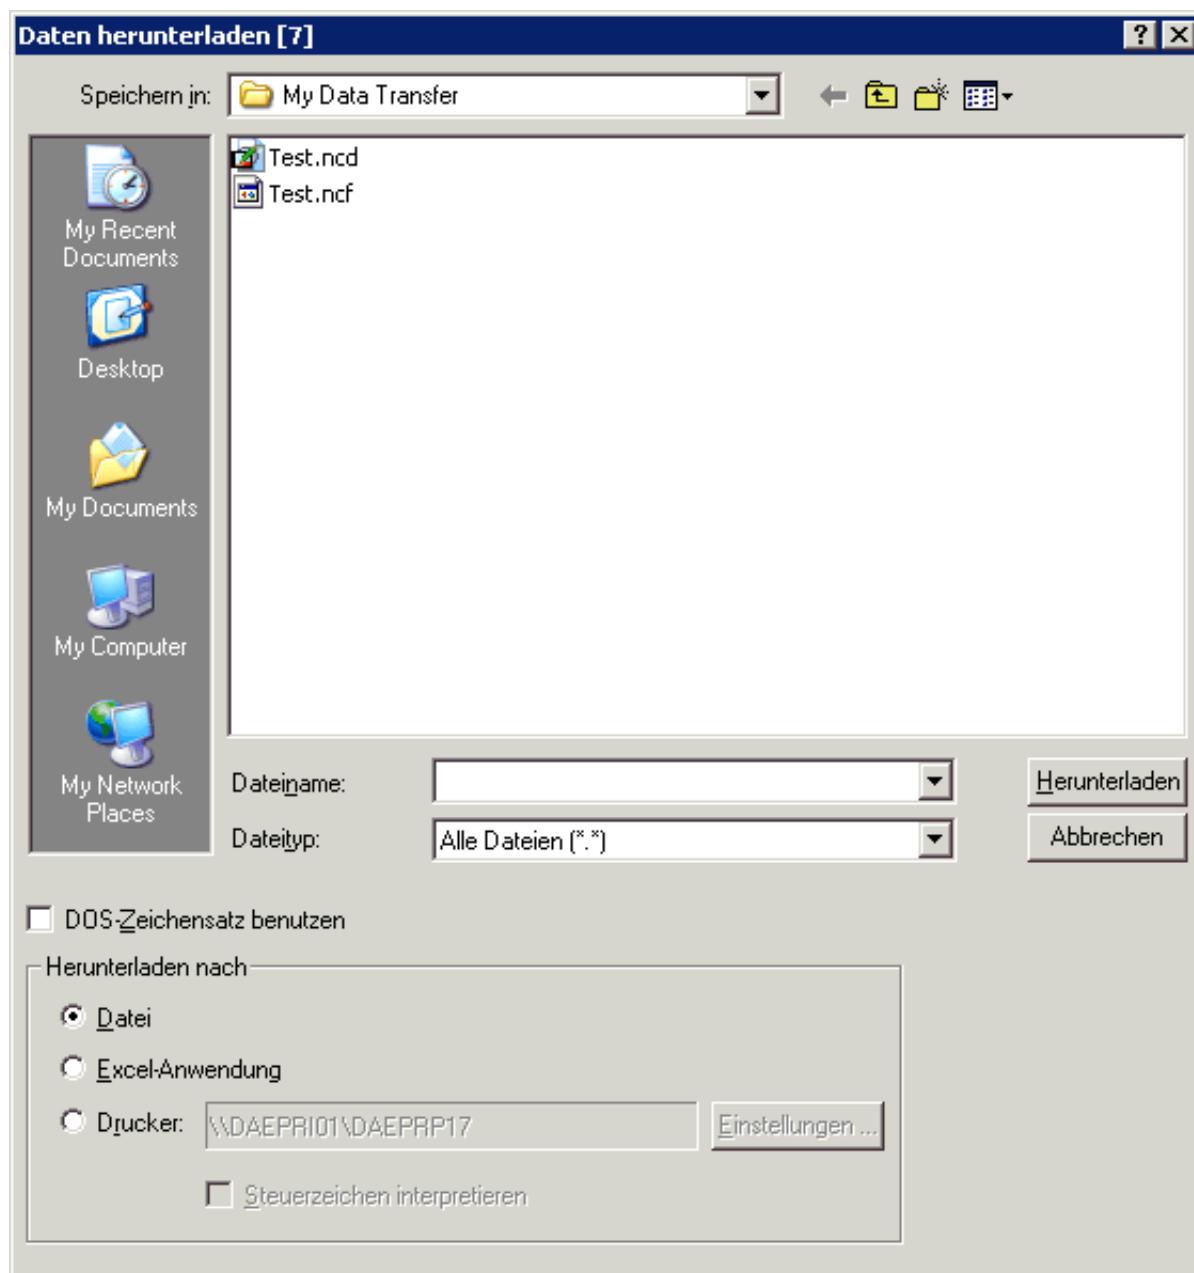 Daten herunterladen [7]
Speichern in:
My Data Transfer
Test.ncd
Test.ncf
My Recent
Documents
Desktop
My Documents
My Computer
My Network
Places
Dateiname:
Herunterladen
Dateityp:
Alle Dateien (*.*)
Abbrechen
DOS-Zeichensatz benutzen
Herunterladen nach
Datei
Excel-Anwendung
Drucker:
\\DAEPRI01\DAEPRP17
Einstellungen ...
Steuerzeichen interpretieren